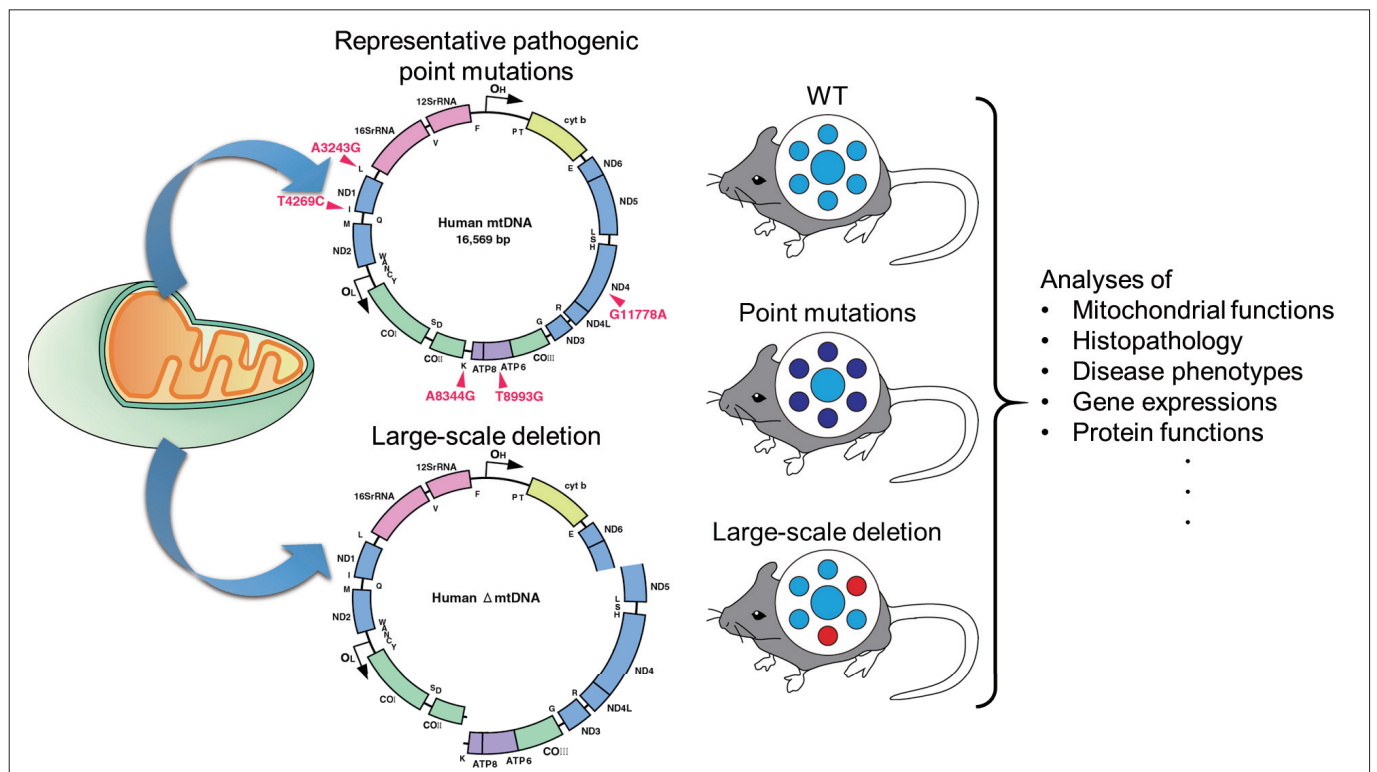 Representative pathogenic
point mutations
OH
12SrRNA
cyt b
16SrRNA
F
P T
V
E
ND6
A3243G
L
ND1
ND5
T4269C
I
M
Q
Human mtDNA
16,569 bp
L
S
H
ND2
W
A
N
C
Y
OL
ND4
G11778A
R
ND4L
COI
S D
G
ND3
COII
COIII
K
ATP8
ATP6
A8344G
T8993G
Large-scale deletion
OH
12SrRNA
cyt b
16SrRNA
F
P T
V
E
ND6
L
ND1
ND5
I
M
Q
Human Δ mtDNA
L
S
H
ND2
W
A
N
C
Y
OL
ND4
R
ND4L
COI
S D
G
ND3
COII
COIII
K
ATP8
ATP6
WT
Point mutations
Large-scale deletion
Analyses of
• Mitochondrial functions
• Histopathology
• Disease phenotypes
• Gene expressions
• Protein functions
.
.
.